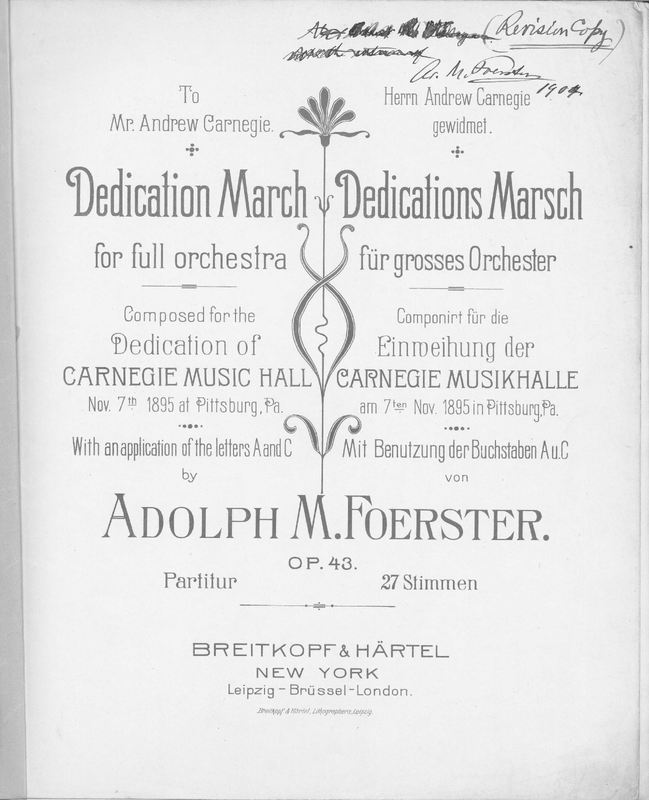 (Revision Copy)
Ad. M. Foerster
1904
To
Mr. Andrew Carnegie.
Dedication March
for full orchestra
Composed for the
Dedication of
CARNEGIE MUSIC HALL
Nov. 7th 1895 at Pittsburg, Pa.
With an application of the letters A and C
by
Herrn Andrew Carnegie
gewidmet.
Dedications Marsch
für grosses Orchester
Componirt für die
Einweihung der
CARNEGIE MUSIKHALLE
am 7ten Nov. 1895 in Pittsburg, Pa.
Mit Benutzung der Buchstaben A u. C
von
ADOLPH M. FOERSTER.
OP. 43.
Partitur 27 Stimmen
BREITKOPF & HÄRTEL
NEW YORK
Leipzig - Brüssel - London.
Breitkopf & Härtel, Lithographers, Leipzig.